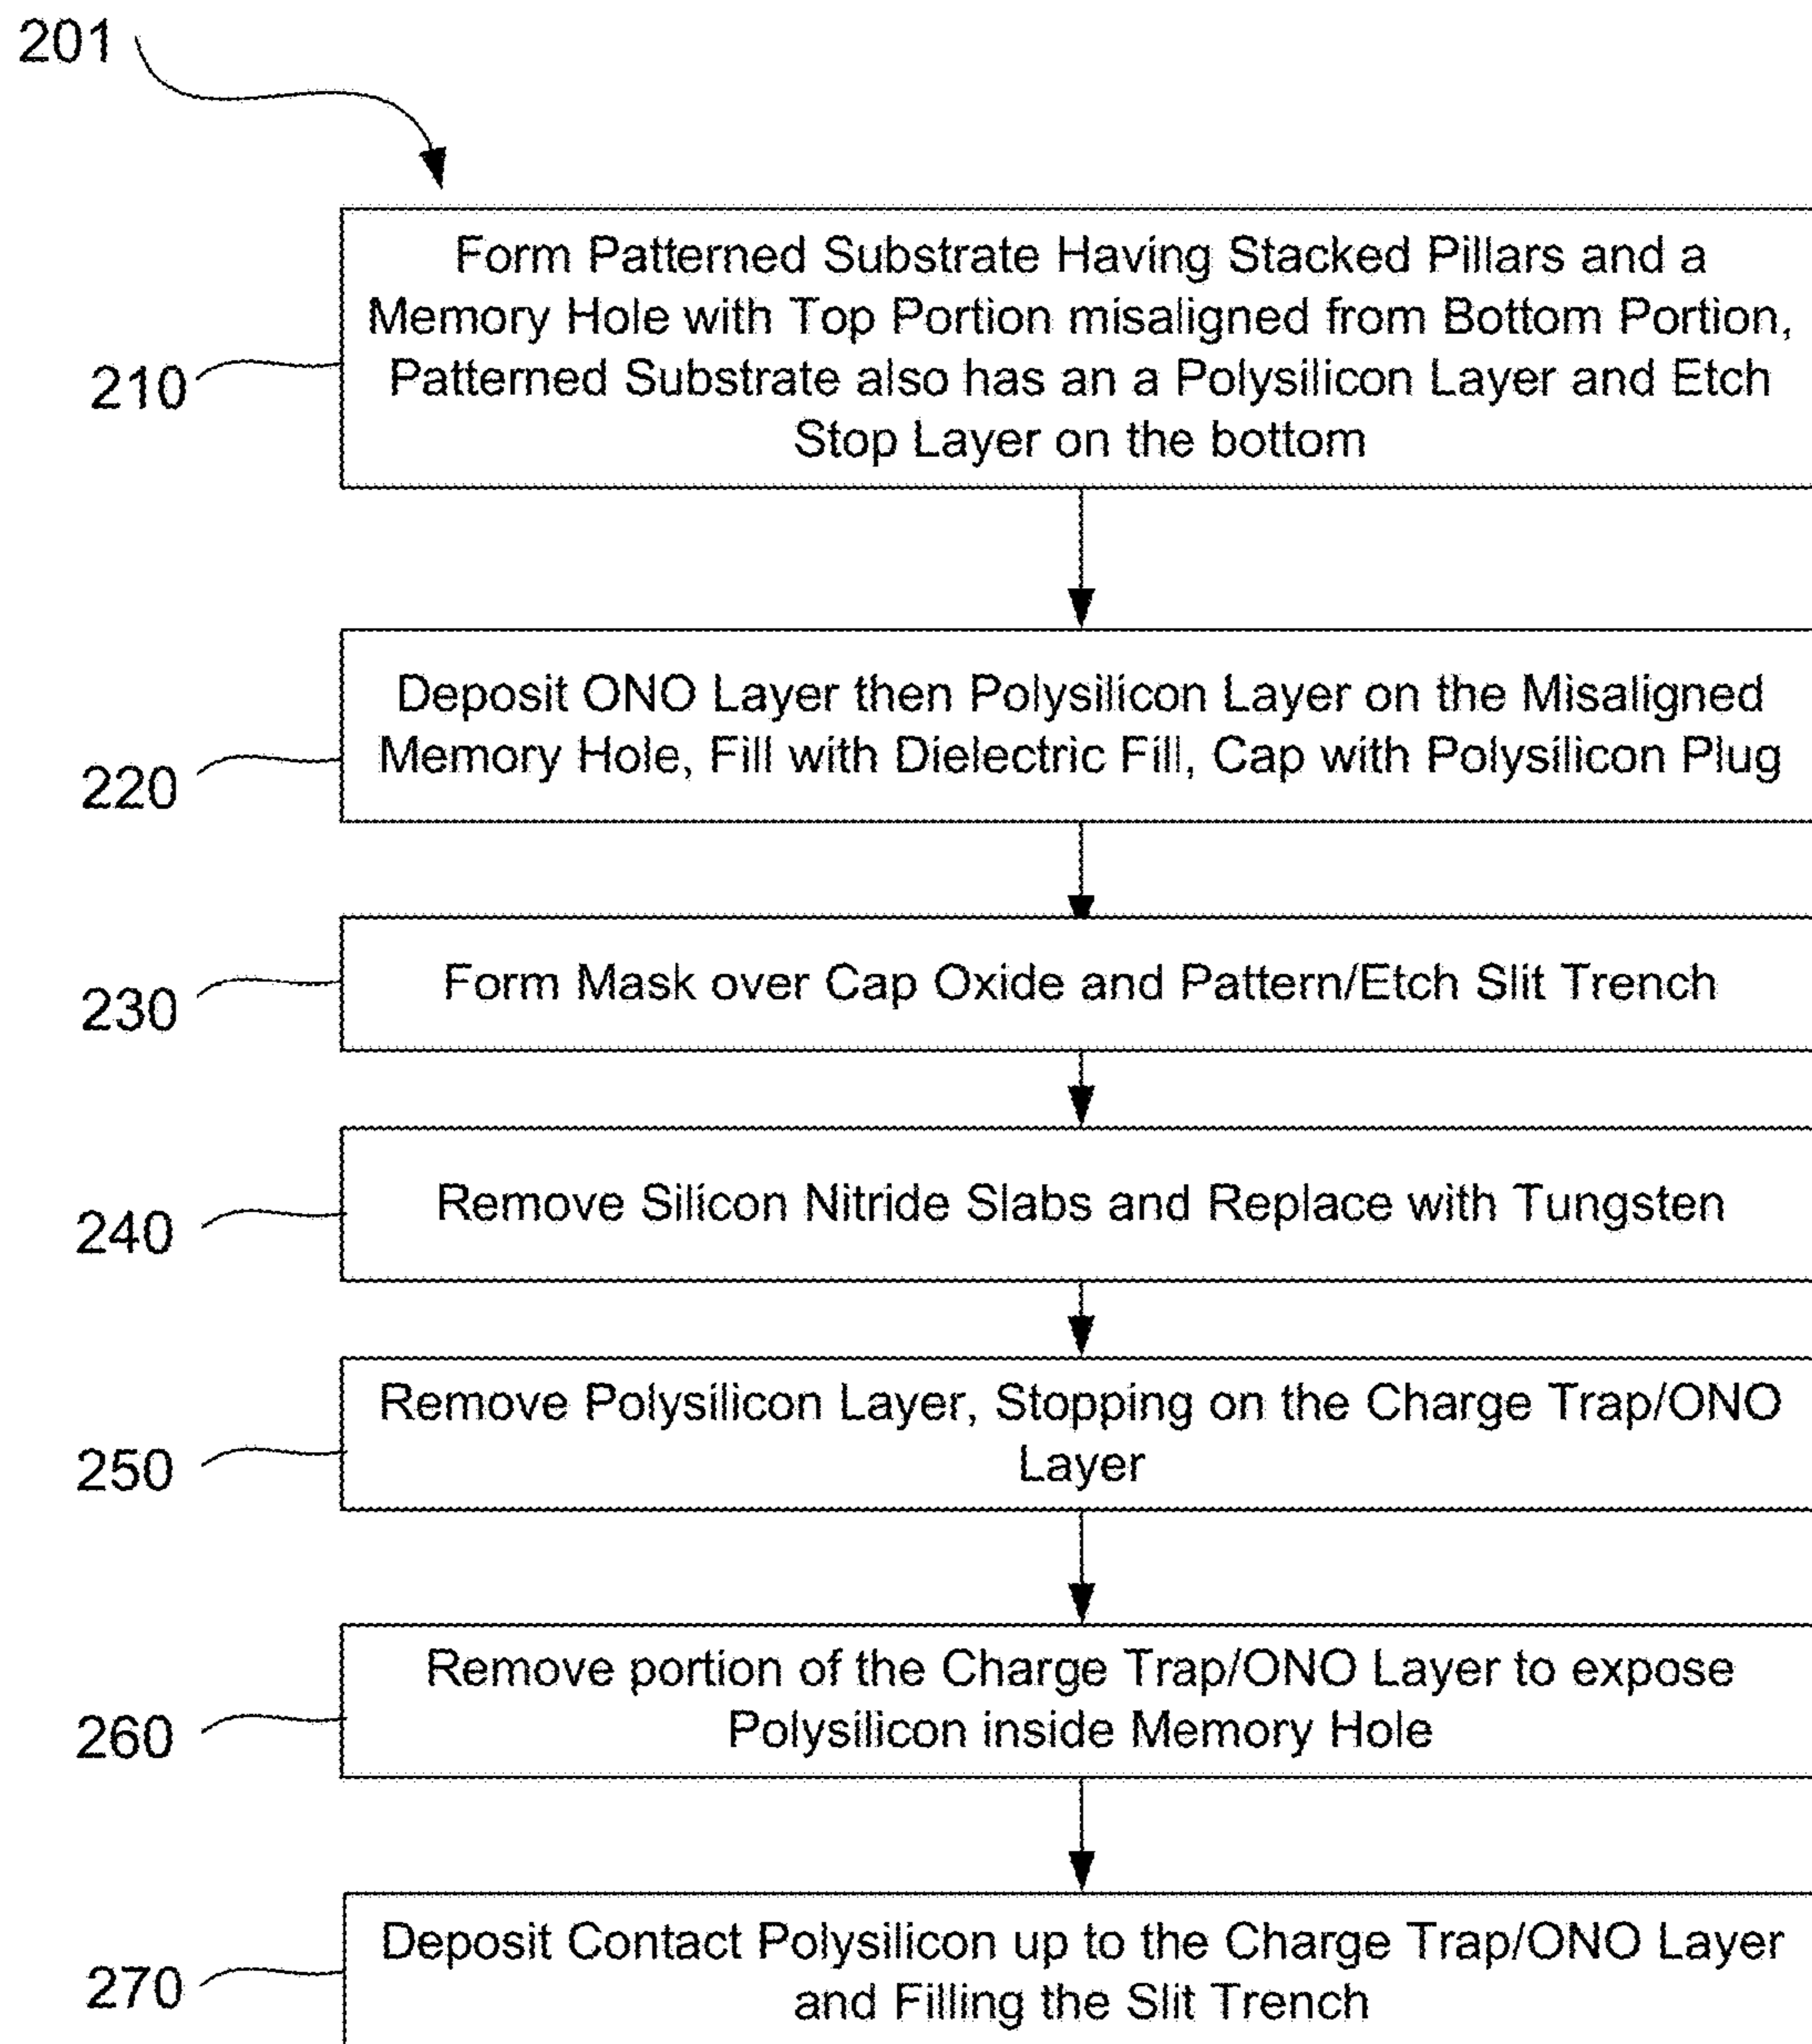 201
Form Patterned Substrate Having Stacked Pillars and a
Memory Hole with Top Portion misaligned from Bottom Portion,
Patterned Substrate also has an a Polysilicon Layer and Etch
Stop Layer on the bottom
210
Deposit ONO Layer then Polysilicon Layer on the Misaligned
Memory Hole, Fill with Dielectric Fill, Cap with Polysilicon Plug
220
Form Mask over Cap Oxide and Pattern/Etch Slit Trench
230
Remove Silicon Nitride Slabs and Replace with Tungsten
240
Remove Polysilicon Layer, Stopping on the Charge Trap/ONO
Layer
250
Remove portion of the Charge Trap/ONO Layer to expose
Polysilicon inside Memory Hole
260
Deposit Contact Polysilicon up to the Charge Trap/ONO Layer
and Filling the Slit Trench
270